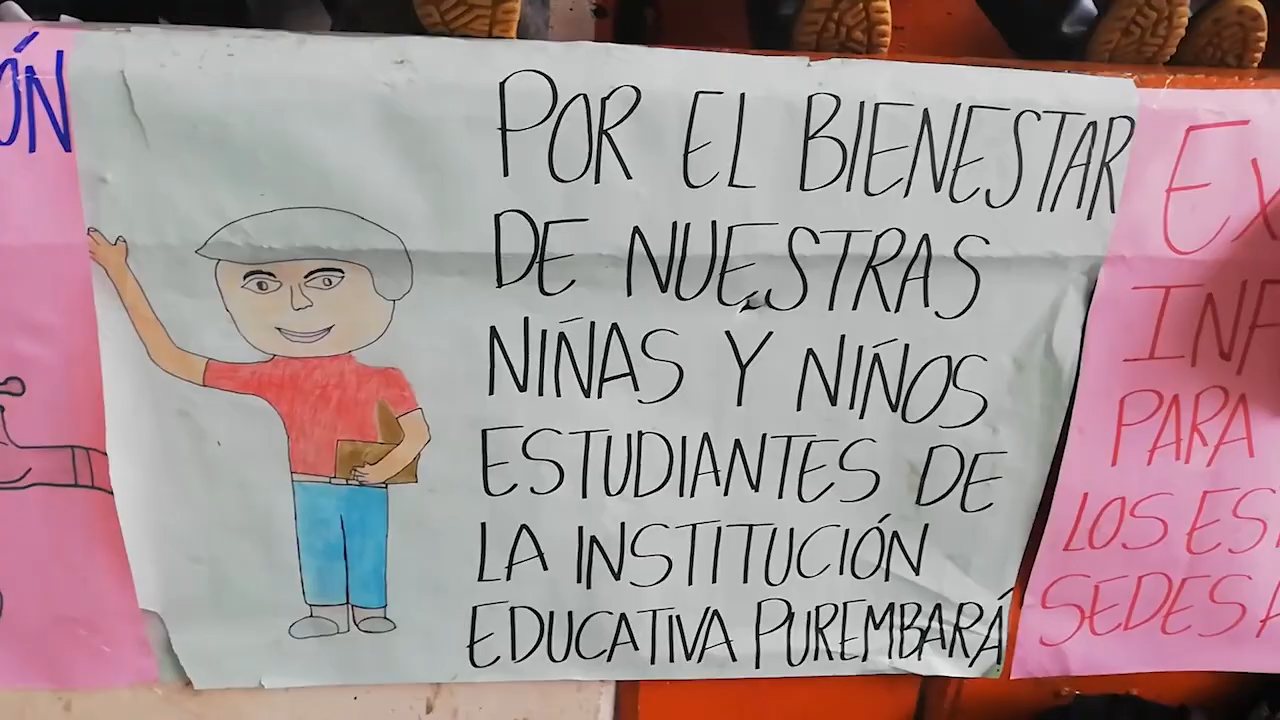 ÓN
POR EL BIENESTAR
DE NUESTRAS
NIÑAS Y NIÑOS
ESTUDIANTES DE
LA INSTITUCIÓN
EDUCATIVA PUREMBARÁ
EX
INF
PARA
LOS ES
SEDES A